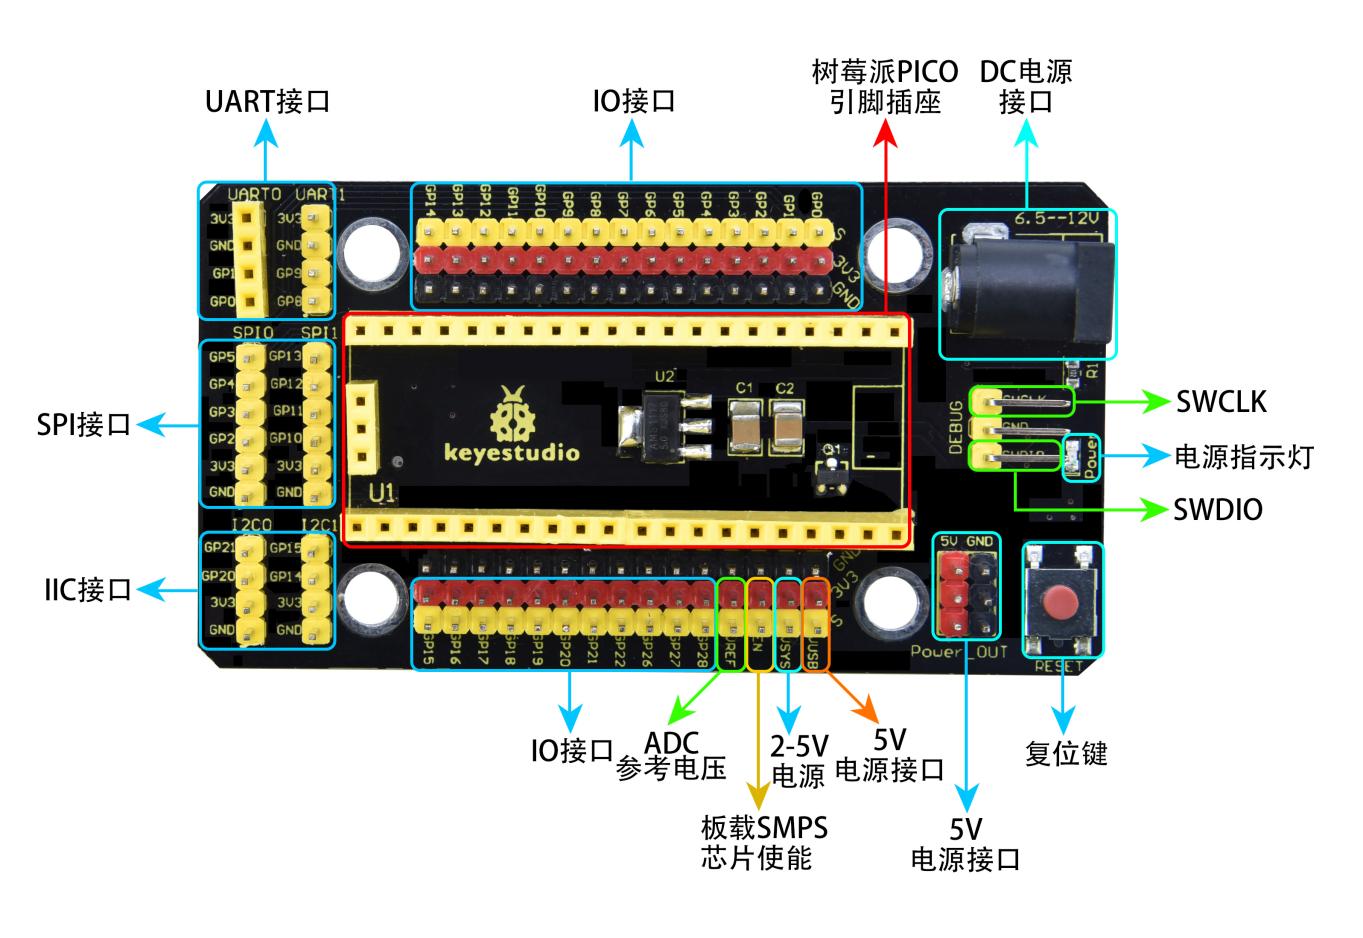 UART接口
IO接口
树莓派PICO
引脚插座
DC电源
接口
UART0
UART1
3V3
GND
GP1
GP0
3V3
GND
GP9
GP8
GP14
GP13
GP12
GP11
GP10
GP9
GP8
GP7
GP6
GP5
GP4
GP3
GP2
GP1
GP0
S
3V3
GND
6.5--12V
SPI0
SPI1
GP5
GP4
GP3
GP2
3V3
GND
GP13
GP12
GP11
GP10
3V3
GND
SPI接口
keyestudio
U1
U2
AMS1117
C1
C2
Q1
R1
DEBUG
SWCLK
GND
SWDIO
Power
SWCLK
电源指示灯
SWDIO
I2C0
I2C1
GP21
GP20
3V3
GND
GP15
GP14
3V3
GND
IIC接口
GND
3V3
S
GP15
GP16
GP17
GP18
GP19
GP20
GP21
GP22
GP26
GP27
GP28
VREF
EN
VSYS
VUSB
5V GND
Power_OUT
RESET
IO接口
ADC
参考电压
板载SMPS
芯片使能
2-5V
电源
5V
电源接口
5V
电源接口
复位键